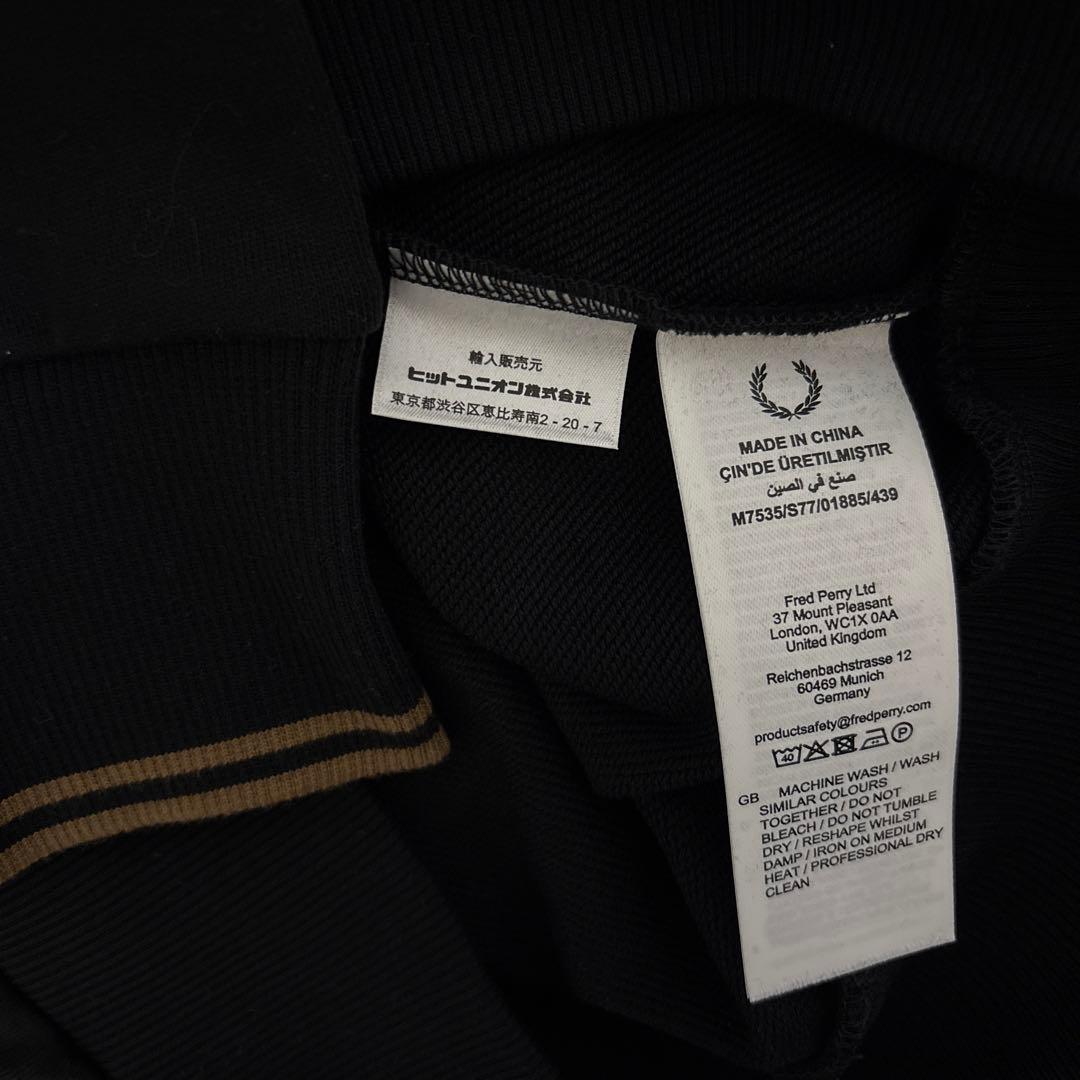 輸入販売元
ヒットユニオン株式会社
東京都渋谷区恵比寿南2-20-7
MADE IN CHINA
ÇIN'DE ÜRETILMIŞTIR
صنع في الصين
M7535/S77/01885/439
Fred Perry Ltd
37 Mount Pleasant
London, WC1X 0AA
United Kingdom
Reichenbachstrasse 12
60469 Munich
Germany
productsafety@fredperry.com
40 P
GB MACHINE WASH / WASH
SIMILAR COLOURS
TOGETHER / DO NOT
BLEACH / DO NOT TUMBLE
DRY / RESHAPE WHILST
DAMP / IRON ON MEDIUM
HEAT / PROFESSIONAL DRY
CLEAN